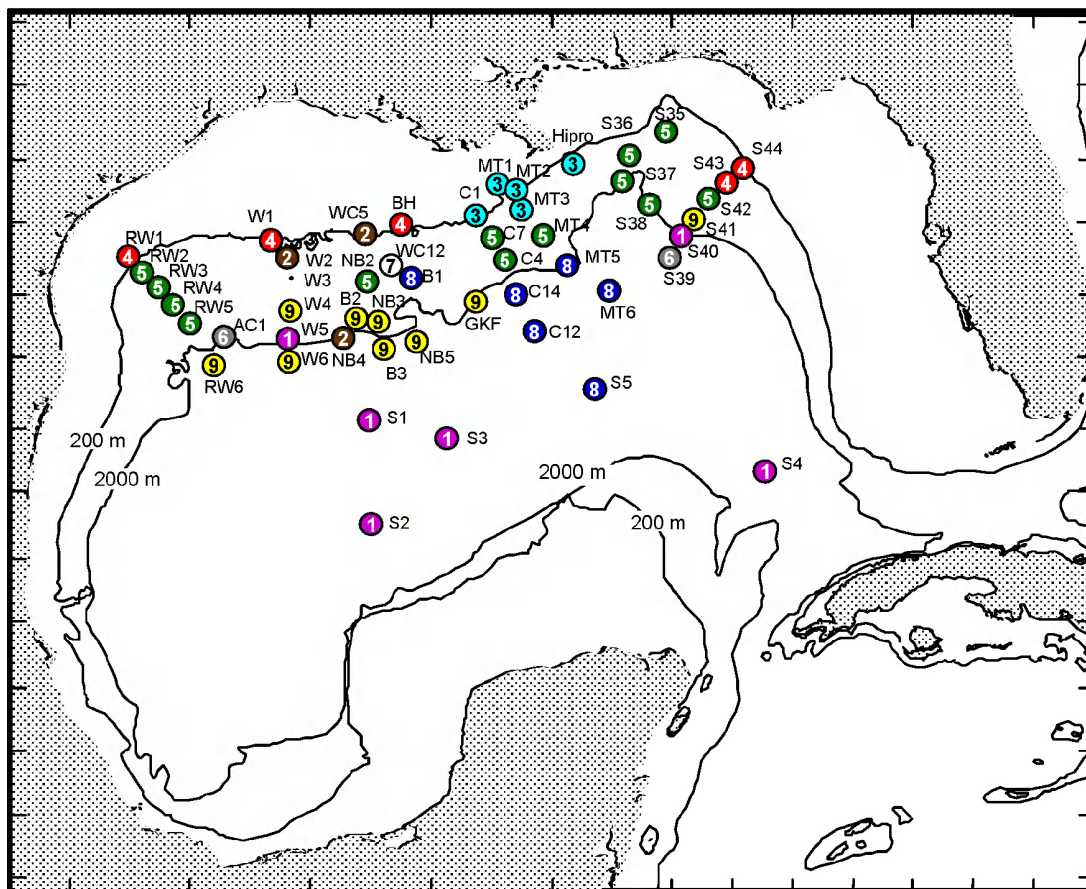 S35
S36
5
Hipro
5
S44
3
S43
4
MT1
MT2
S37
3
3
5
4
C1
MT3
5
S42
BH
3
3
5
9
S41
W1
WC5
4
C7
MT4
S38
4
2
5
5
1
S40
RW1
4
2
W2
WC12
C4
6
S39
RW2
5
W3
NB2
7
8
B1
5
8
MT5
RW3
5
5
RW4
W4
B2
NB3
9
8
C14
8
MT6
5
RW5
9
9
9
GKF
5
AC1
W5
8
C12
6
1
2
9
9
NB5
9
RW6
9
W6
NB4
B3
8
S5
1
S1
200 m
1
S3
2000 m
2000 m
1
S4
1
S2
200 m